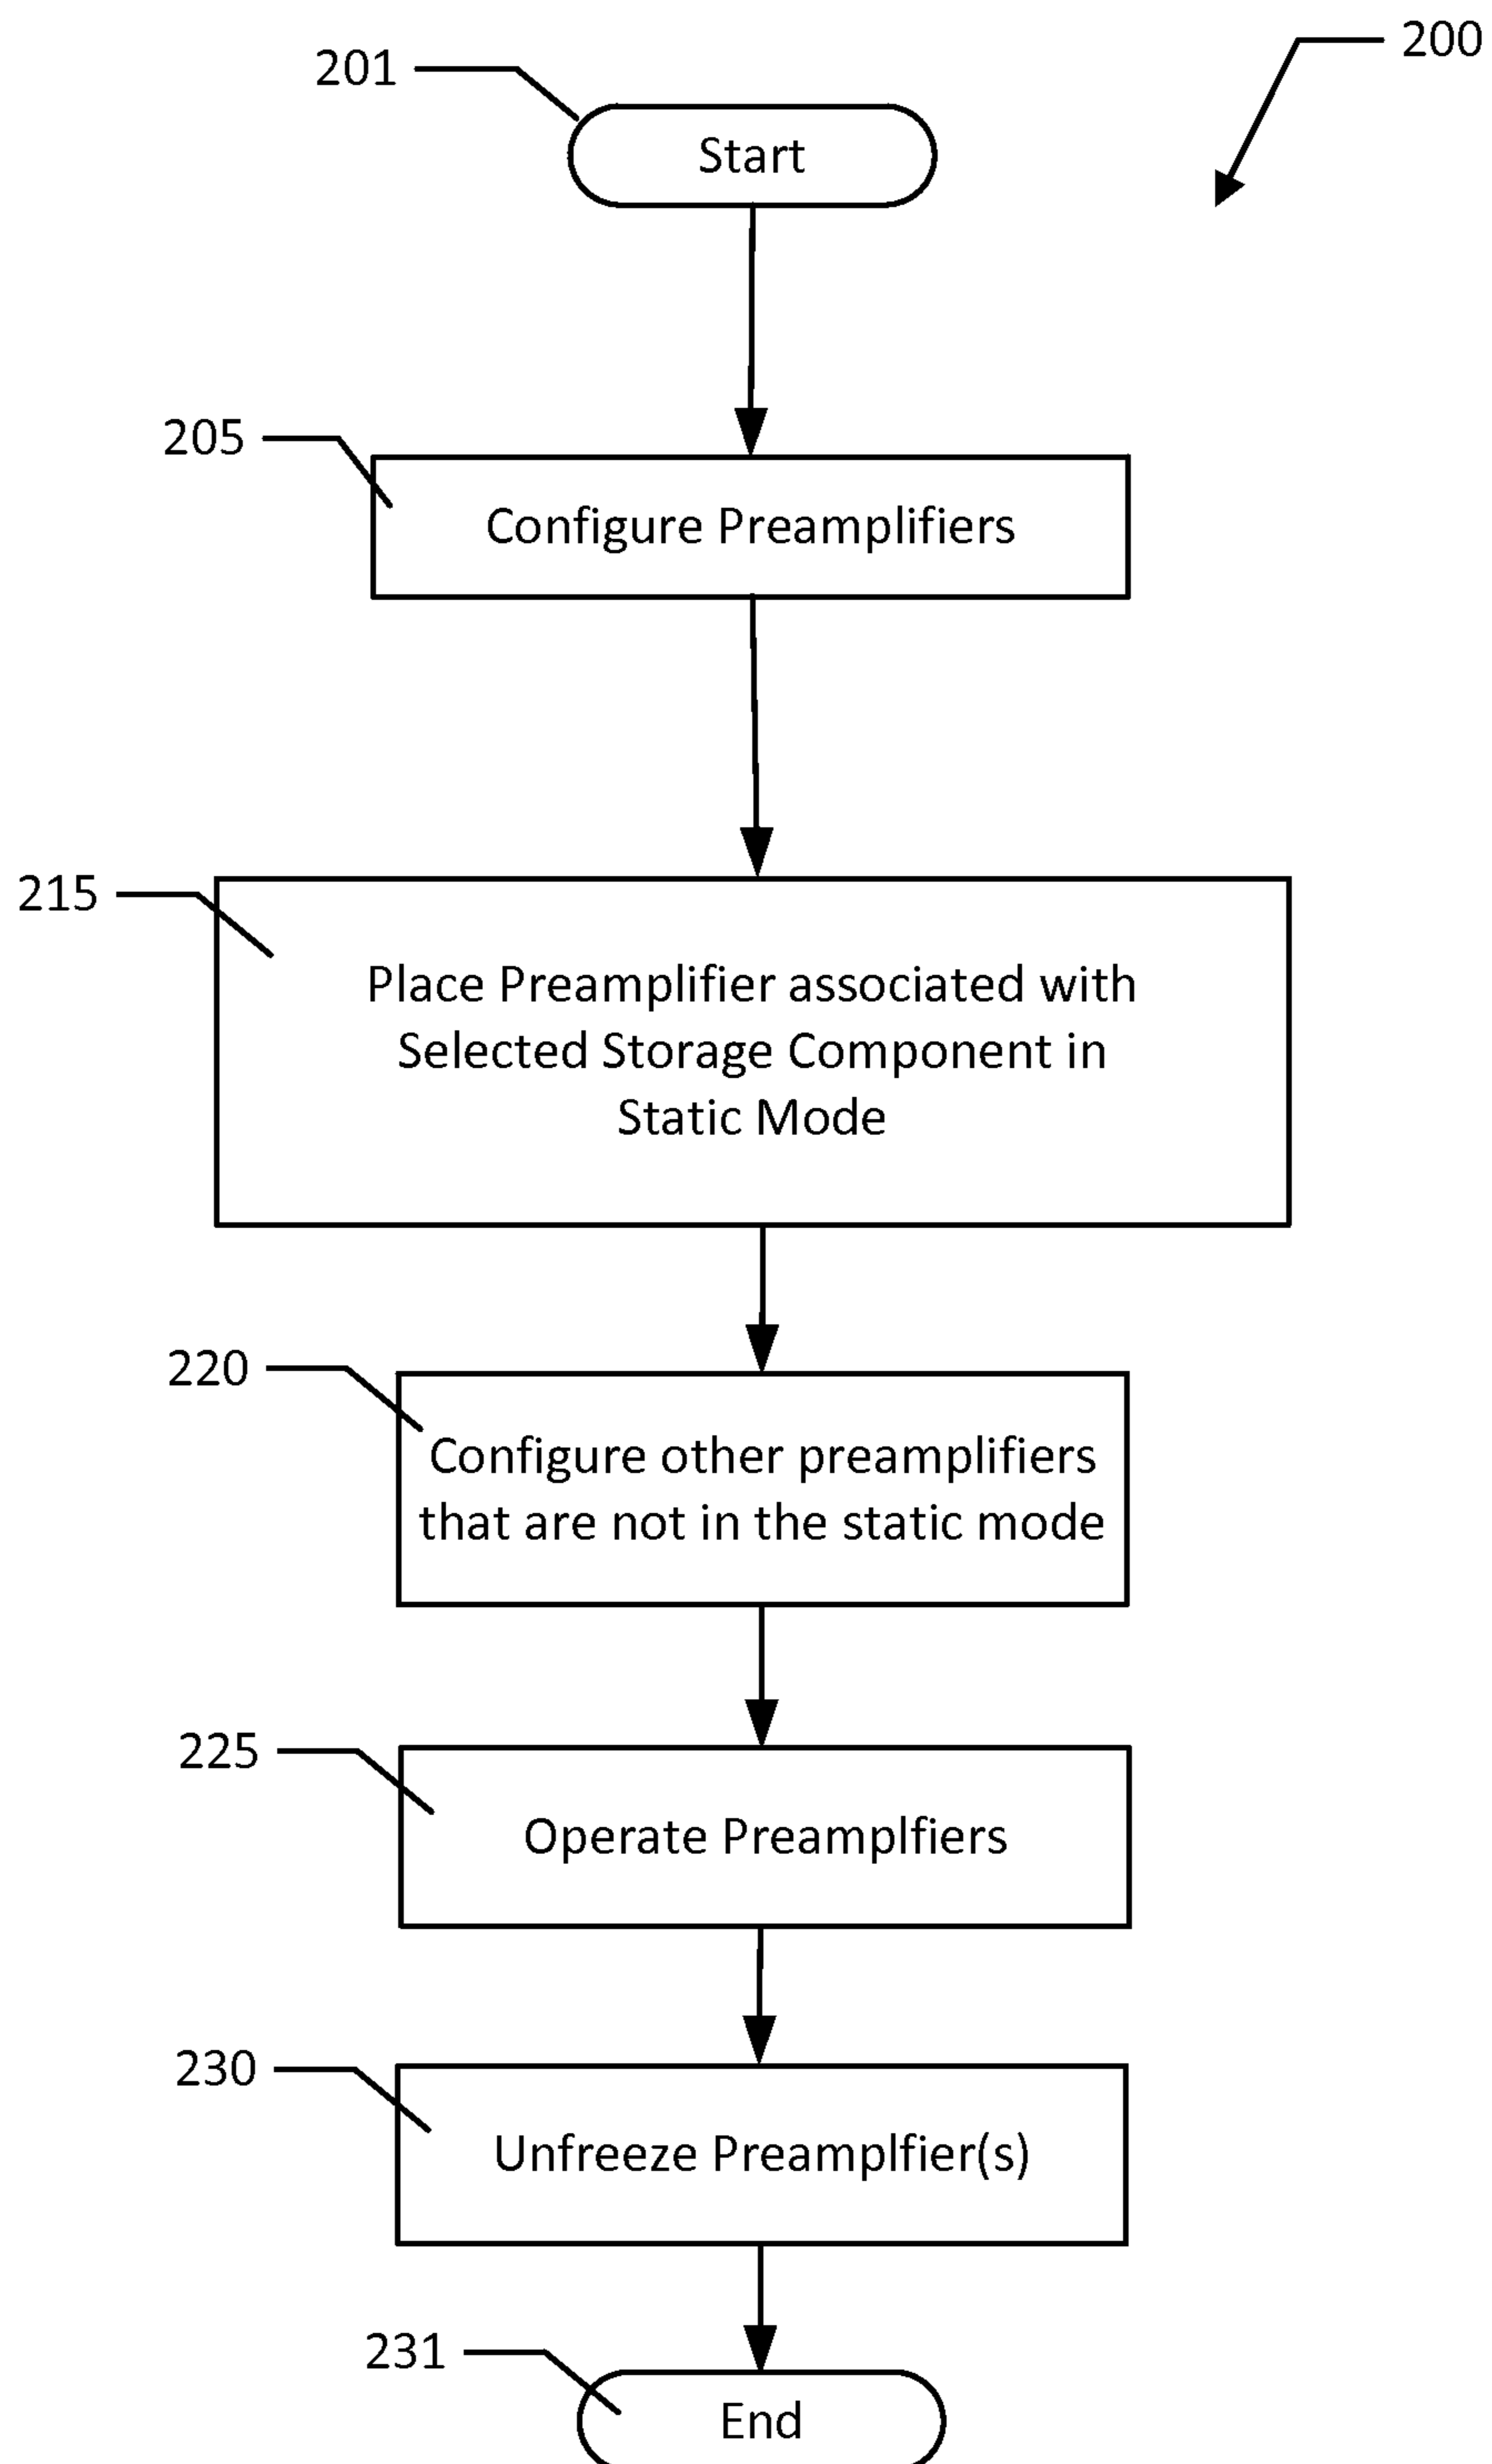 200
201
Start
205
Configure Preamplifiers
215
Place Preamplifier associated with
Selected Storage Component in
Static Mode
220
Configure other preamplifiers
that are not in the static mode
225
Operate Preamplfiers
230
Unfreeze Preamplfier(s)
231
End